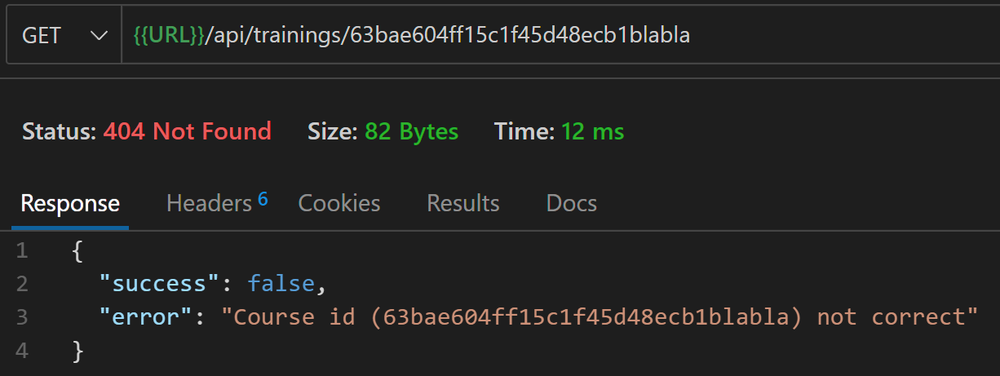 GET {{URL}}/api/trainings/63bae604ff15c1f45d48ecb1blabla
Status: 404 Not Found Size: 82 Bytes Time: 12 ms
Response Headers 6 Cookies Results Docs
1 {
2 "success": false,
3 "error": "Course id (63bae604ff15c1f45d48ecb1blabla) not correct"
4 }